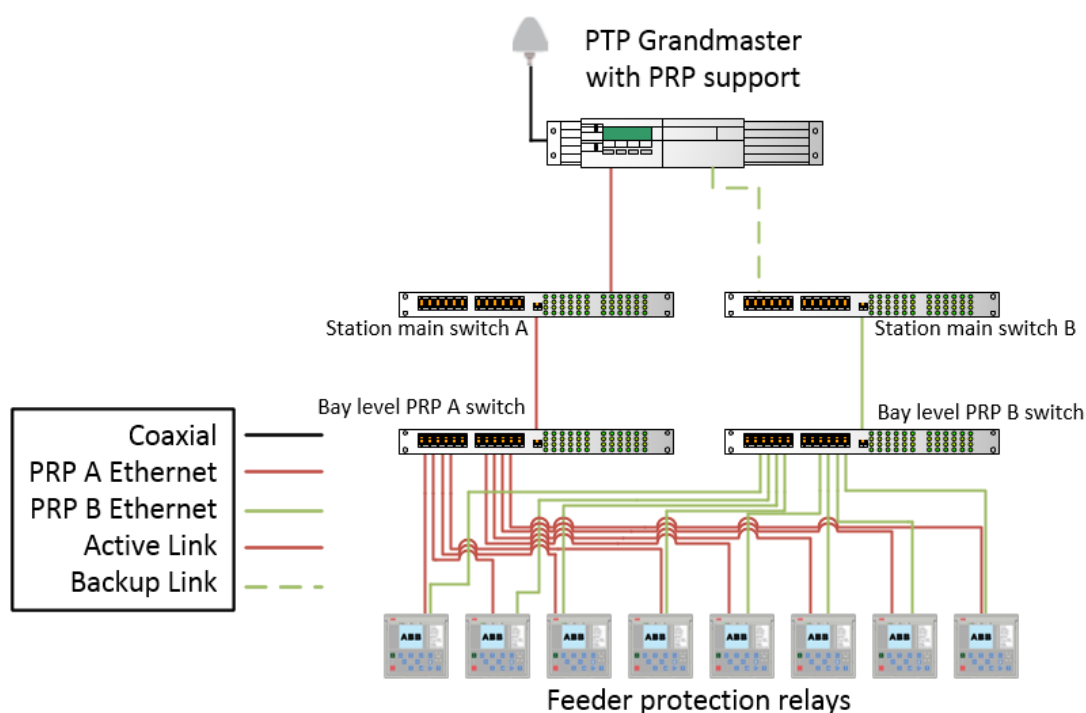 PTP Grandmaster
with PRP support
Station main switch A
Station main switch B
Bay level PRP A switch
Bay level PRP B switch
Coaxial
PRP A Ethernet
PRP B Ethernet
Active Link
Backup Link
ABB
ABB
ABB
ABB
ABB
ABB
ABB
ABB
Feeder protection relays